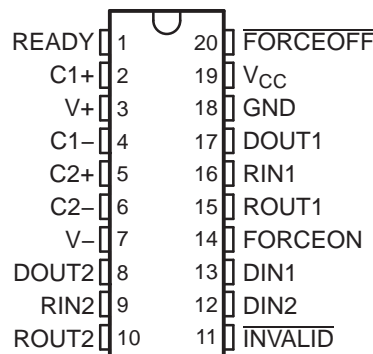 READY 1 20 FORCEOFF
C1+ 2 19 VCC
V+ 3 18 GND
C1− 4 17 DOUT1
C2+ 5 16 RIN1
C2− 6 15 ROUT1
V− 7 14 FORCEON
DOUT2 8 13 DIN1
RIN2 9 12 DIN2
ROUT2 10 11 INVALID